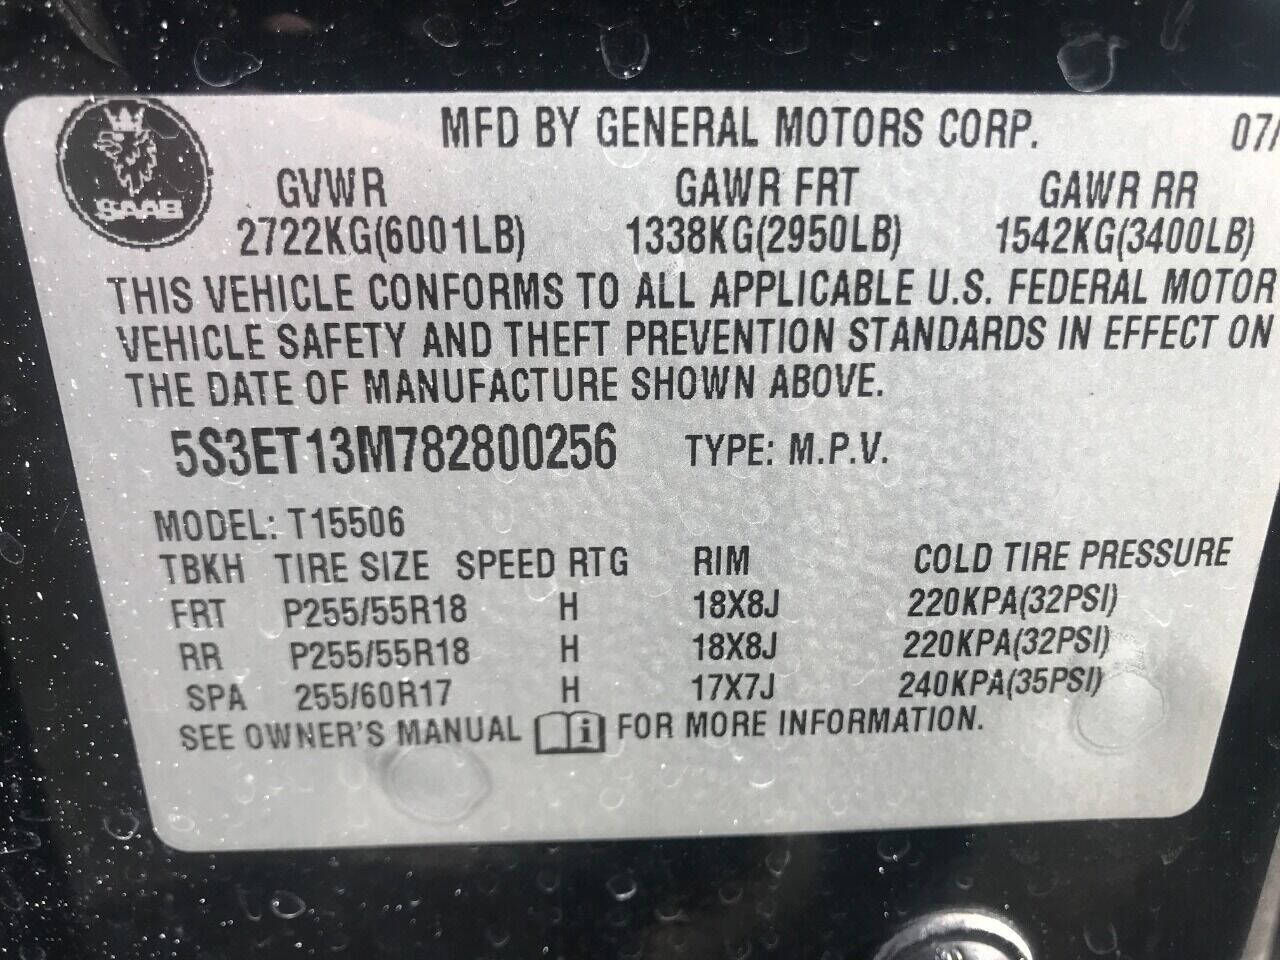 MFD BY GENERAL MOTORS CORP. 07/
SAAB
GVWR GAWR FRT GAWR RR
2722KG(6001LB) 1338KG(2950LB) 1542KG(3400LB)
THIS VEHICLE CONFORMS TO ALL APPLICABLE U.S. FEDERAL MOTOR
VEHICLE SAFETY AND THEFT PREVENTION STANDARDS IN EFFECT ON
THE DATE OF MANUFACTURE SHOWN ABOVE.
5S3ET13M782800256 TYPE: M.P.V.
MODEL: T15506
TBKH TIRE SIZE SPEED RTG RIM COLD TIRE PRESSURE
FRT P255/55R18 H 18X8J 220KPA(32PSI)
RR P255/55R18 H 18X8J 220KPA(32PSI)
SPA 255/60R17 H 17X7J 240KPA(35PSI)
SEE OWNER'S MANUAL i FOR MORE INFORMATION.